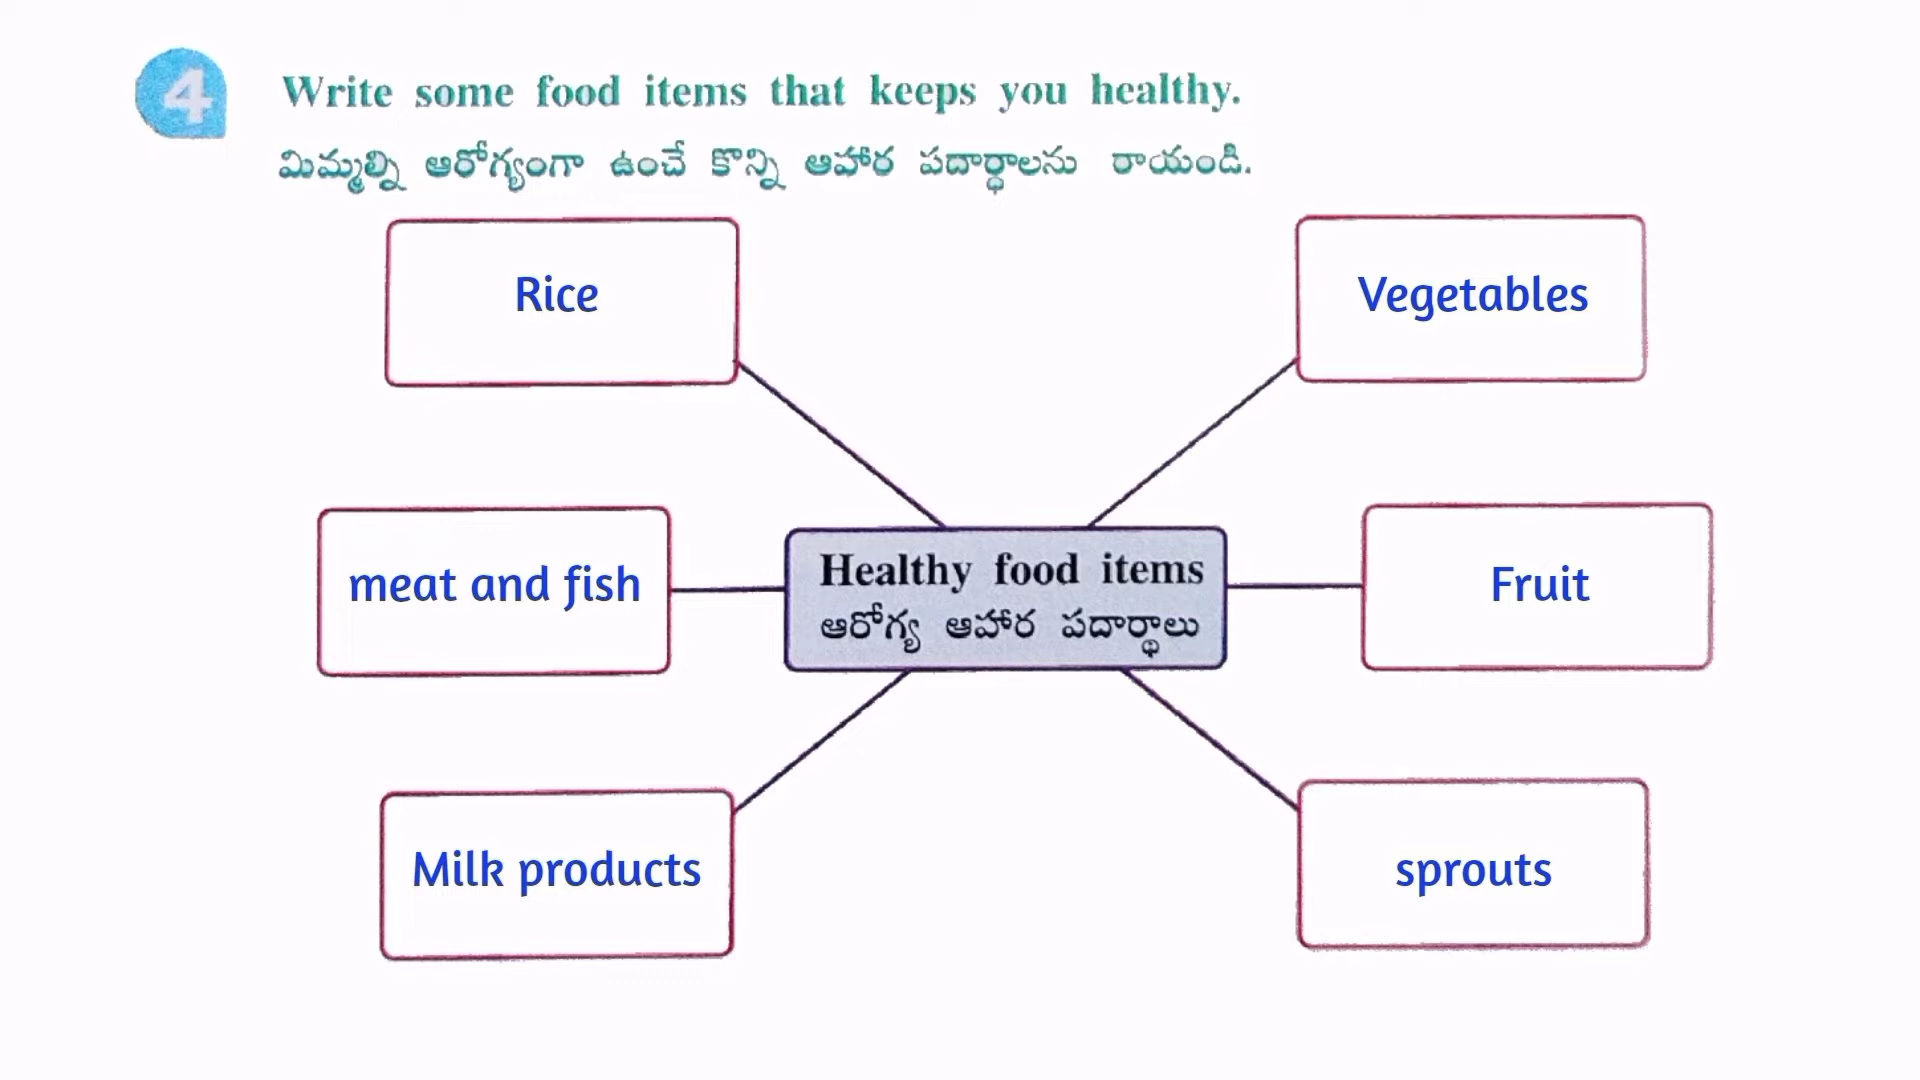 4
Write some food items that keeps you healthy.
మిమ్మల్ని ఆరోగ్యంగా ఉంచే కొన్ని ఆహార పదార్ధాలను రాయండి.
Rice
Vegetables
meat and fish
Healthy food items
ఆరోగ్య ఆహార పదార్థాలు
Fruit
Milk products
sprouts